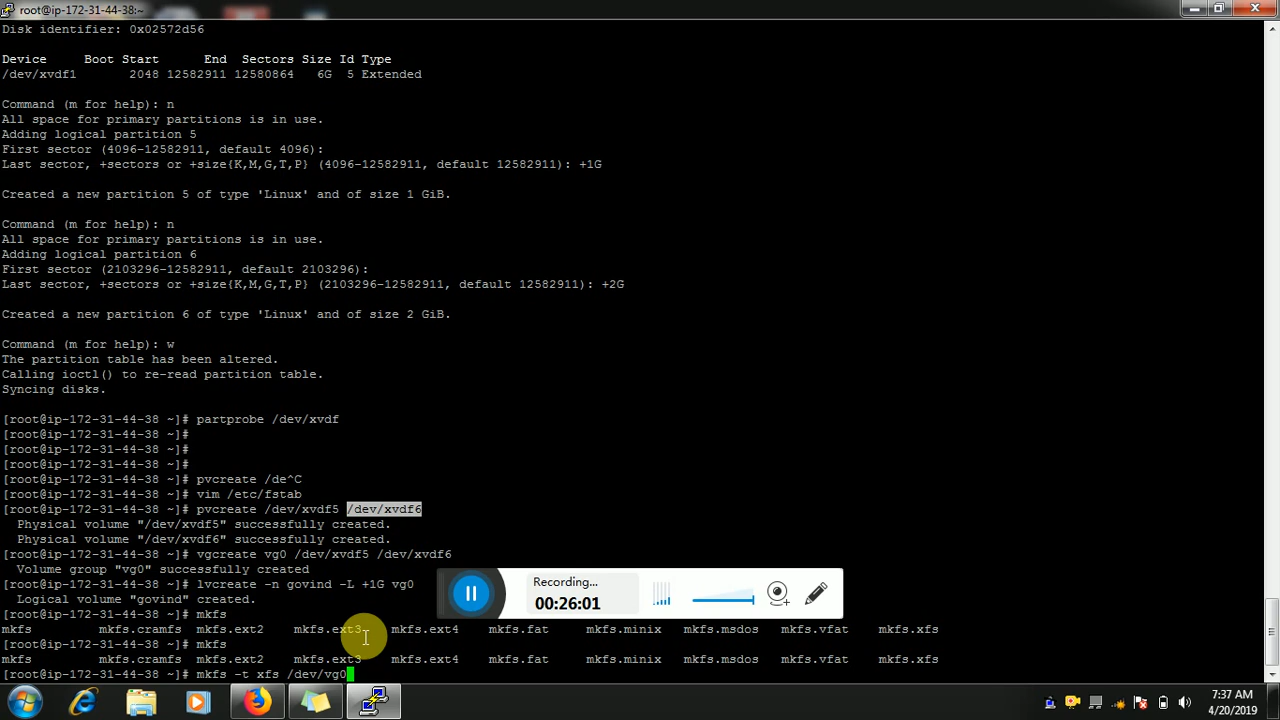 root@ip-172-31-44-38:~
Disk identifier: 0x02572d56
Device     Boot Start      End  Sectors Size Id Type
/dev/xvdf1       2048 12582911 12580864   6G  5 Extended
Command (m for help): n
All space for primary partitions is in use.
Adding logical partition 5
First sector (4096-12582911, default 4096):
Last sector, +sectors or +size{K,M,G,T,P} (4096-12582911, default 12582911): +1G
Created a new partition 5 of type 'Linux' and of size 1 GiB.
Command (m for help): n
All space for primary partitions is in use.
Adding logical partition 6
First sector (2103296-12582911, default 2103296):
Last sector, +sectors or +size{K,M,G,T,P} (2103296-12582911, default 12582911): +2G
Created a new partition 6 of type 'Linux' and of size 2 GiB.
Command (m for help): w
The partition table has been altered.
Calling ioctl() to re-read partition table.
Syncing disks.
[root@ip-172-31-44-38 ~]# partprobe /dev/xvdf
[root@ip-172-31-44-38 ~]#
[root@ip-172-31-44-38 ~]#
[root@ip-172-31-44-38 ~]#
[root@ip-172-31-44-38 ~]# pvcreate /de^C
[root@ip-172-31-44-38 ~]# vim /etc/fstab
[root@ip-172-31-44-38 ~]# pvcreate /dev/xvdf5 /dev/xvdf6
Physical volume "/dev/xvdf5" successfully created.
Physical volume "/dev/xvdf6" successfully created.
[root@ip-172-31-44-38 ~]# vgcreate vg0 /dev/xvdf5 /dev/xvdf6
Volume group "vg0" successfully created
[root@ip-172-31-44-38 ~]# lvcreate -n govind -L +1G vg0
Logical volume "govind" created.
[root@ip-172-31-44-38 ~]# mkfs
mkfs mkfs.cramfs mkfs.ext2 mkfs.ext3 mkfs.ext4 mkfs.fat mkfs.minix mkfs.msdos mkfs.vfat mkfs.xfs
[root@ip-172-31-44-38 ~]# mkfs
mkfs mkfs.cramfs mkfs.ext2 mkfs.ext3 mkfs.ext4 mkfs.fat mkfs.minix mkfs.msdos mkfs.vfat mkfs.xfs
[root@ip-172-31-44-38 ~]# mkfs -t xfs /dev/vg0
Recording...
00:26:01
7:37 AM
4/20/2019